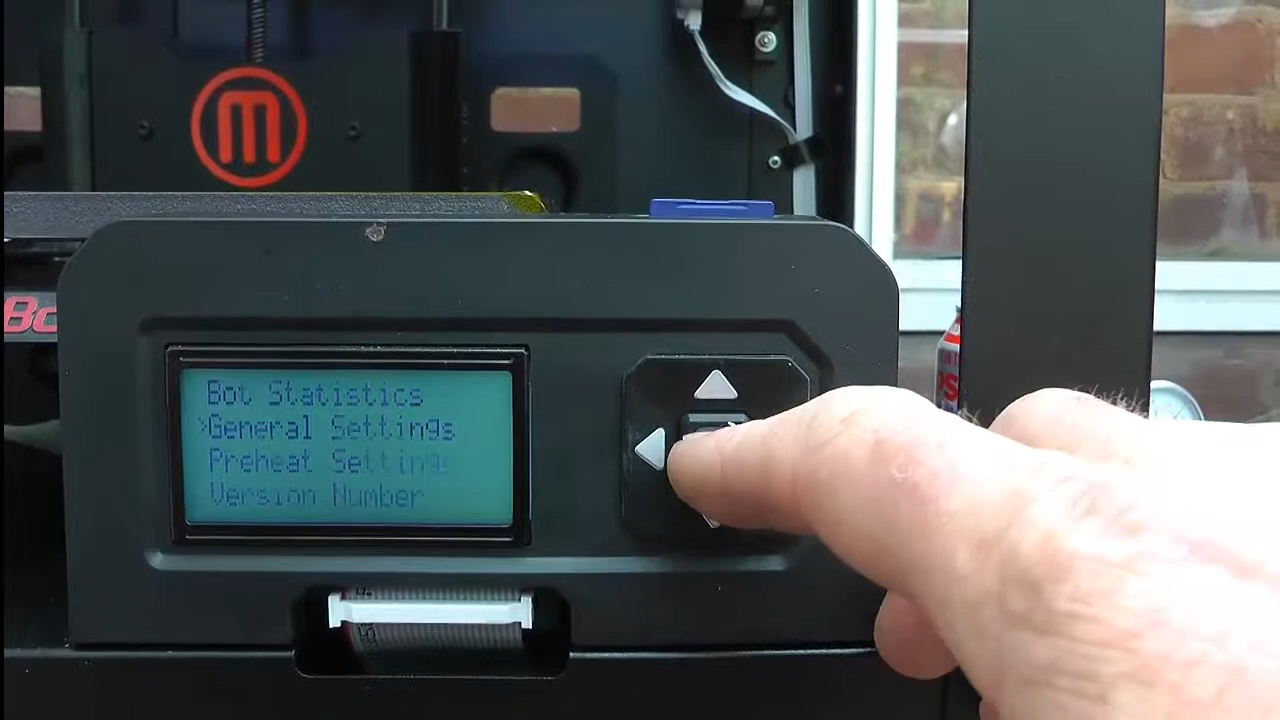 Bot Statistics
>General Settings
Preheat Settings
Version Number